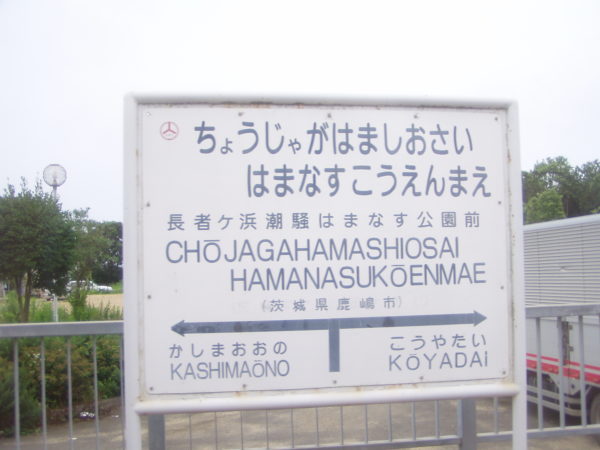 ちょうじゃがはましおさい
はまなすこうえんまえ
長者ケ浜潮騒はまなす公園前
CHŌJAGAHAMASHIOSAI
HAMANASUKŌENMAE
(茨城県鹿嶋市)
かしまおおの
KASHIMAŌNO
こうやたい
KŌYADAI